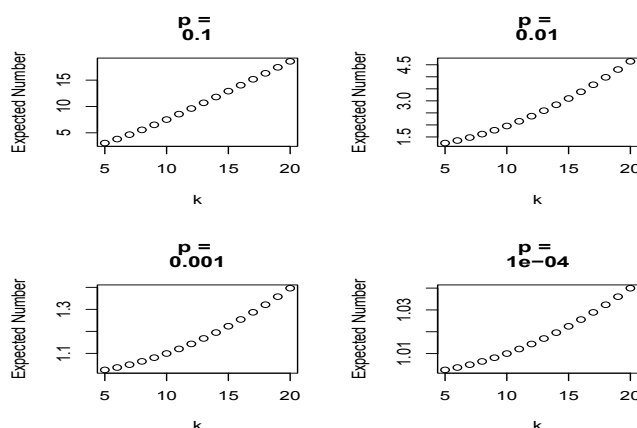 p =
0.1
Expected Number
5 10 15
5 10 15 20
k
p =
0.01
Expected Number
1.5 3.0 4.5
5 10 15 20
k
p =
0.001
Expected Number
1.1 1.3
5 10 15 20
k
p =
1e−04
Expected Number
1.01 1.03
5 10 15 20
k